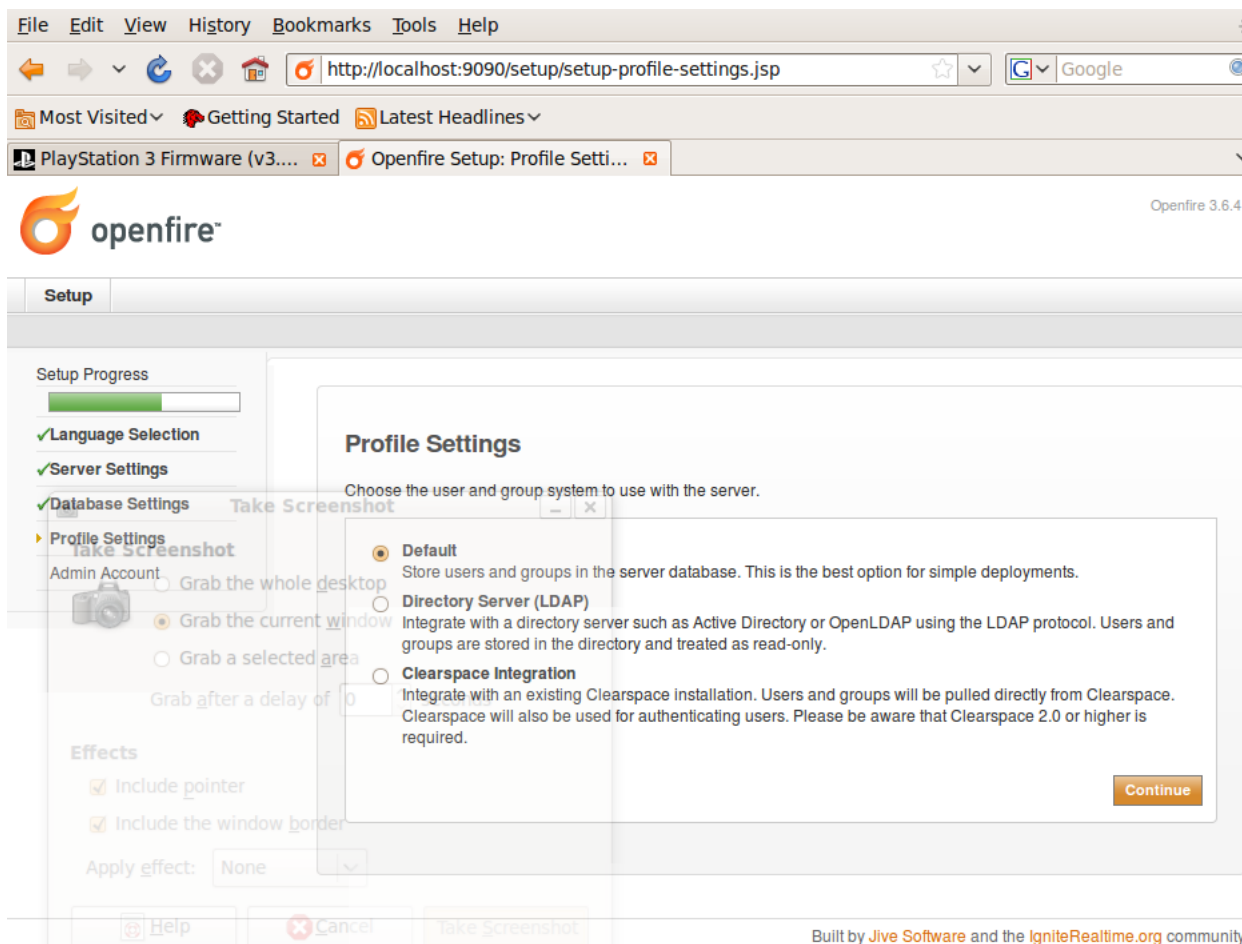 File Edit View History Bookmarks Tools Help
http://localhost:9090/setup/setup-profile-settings.jsp
G Google
Most Visited Getting Started Latest Headlines
PlayStation 3 Firmware (v3.... Openfire Setup: Profile Setti...
openfire™
Openfire 3.6.4
Setup
Setup Progress
Language Selection
Server Settings
Database Settings
Profile Settings
Admin Account
Profile Settings
Choose the user and group system to use with the server.
Default
Store users and groups in the server database. This is the best option for simple deployments.
Directory Server (LDAP)
Integrate with a directory server such as Active Directory or OpenLDAP using the LDAP protocol. Users and
groups are stored in the directory and treated as read-only.
Clearspace Integration
Integrate with an existing Clearspace installation. Users and groups will be pulled directly from Clearspace.
Clearspace will also be used for authenticating users. Please be aware that Clearspace 2.0 or higher is
required.
Continue
Take Screenshot
Take Screenshot
Grab the whole desktop
Grab the current window
Grab a selected area
Grab after a delay of 0 seconds
Effects
Include pointer
Include the window border
Apply effect: None
Help Cancel Take Screenshot
Built by Jive Software and the IgniteRealtime.org community